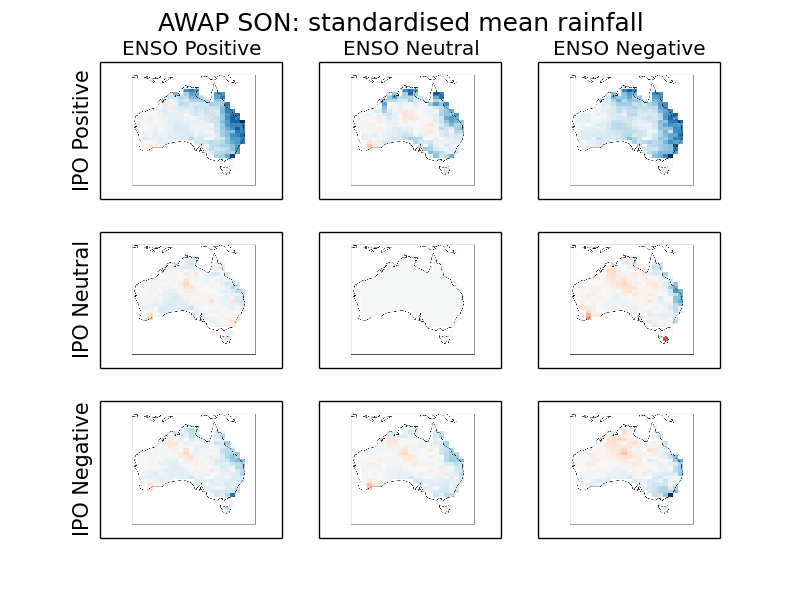 AWAP SON: standardised mean rainfall
ENSO Positive
ENSO Neutral
ENSO Negative
IPO Positive
IPO Neutral
IPO Negative